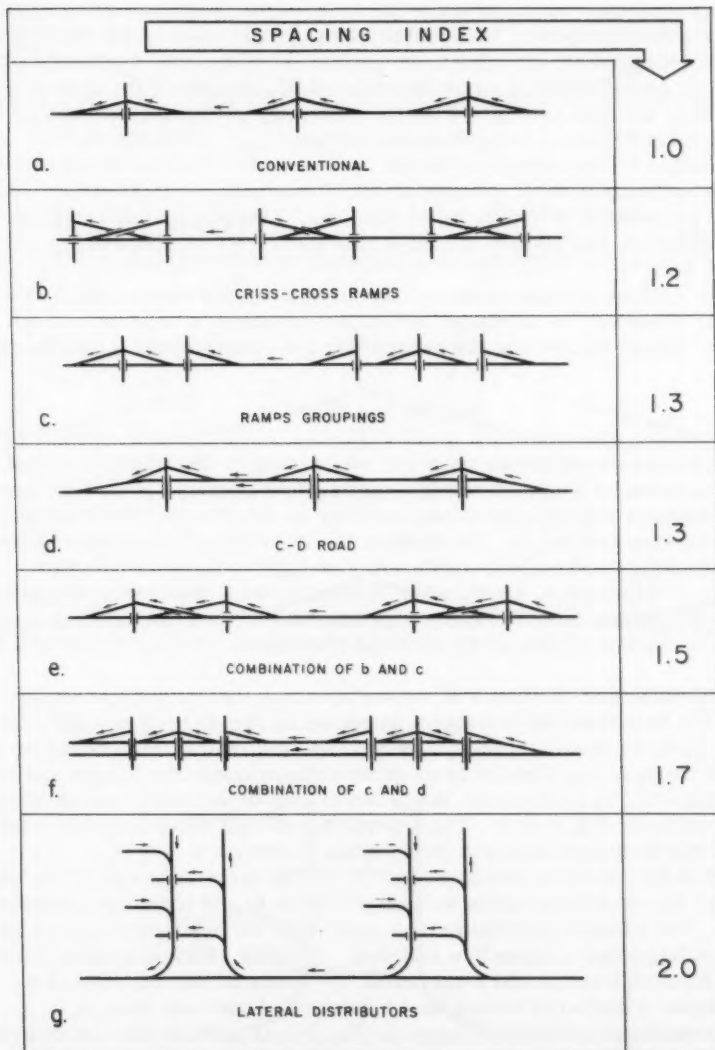 SPACING INDEX
a. CONVENTIONAL 1.0
b. CRISS-CROSS RAMPS 1.2
c. RAMPS GROUPINGS 1.3
d. C-D ROAD 1.3
e. COMBINATION OF b AND c 1.5
f. COMBINATION OF c AND d 1.7
g. LATERAL DISTRIBUTORS 2.0